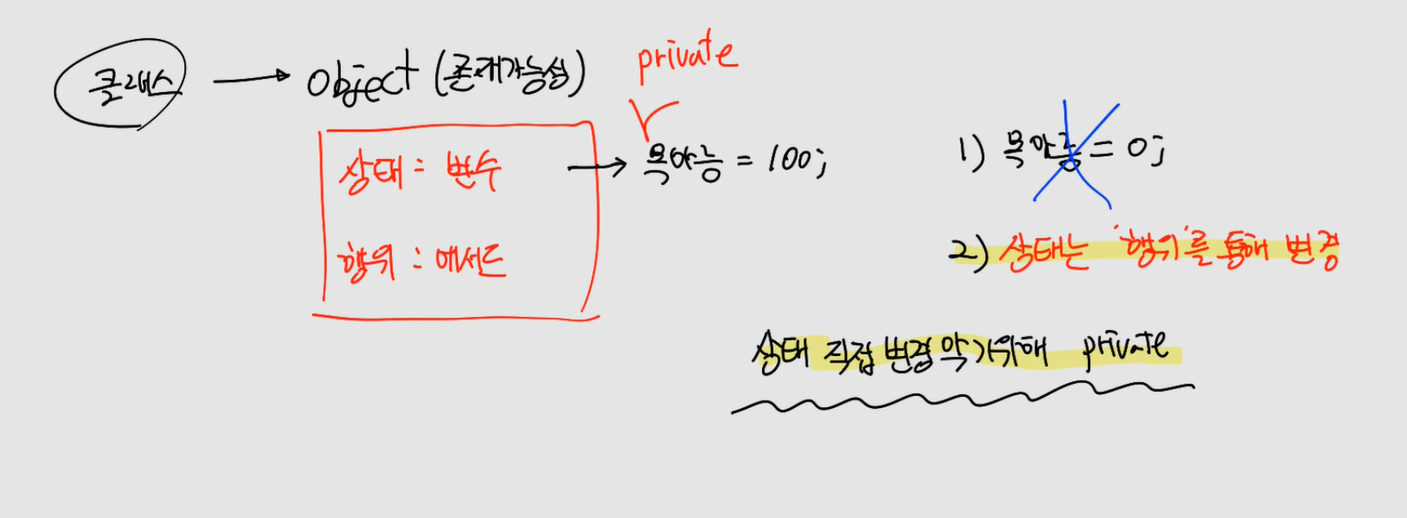 클래스 → Object (존재가능성)
private
상태 : 변수 → 목마름 = 100;
행위 : 메서드
1) 목마름 = 0;
2) 상태는 '행위'를 통해 변경
상태 직접 변경 막기위해 private